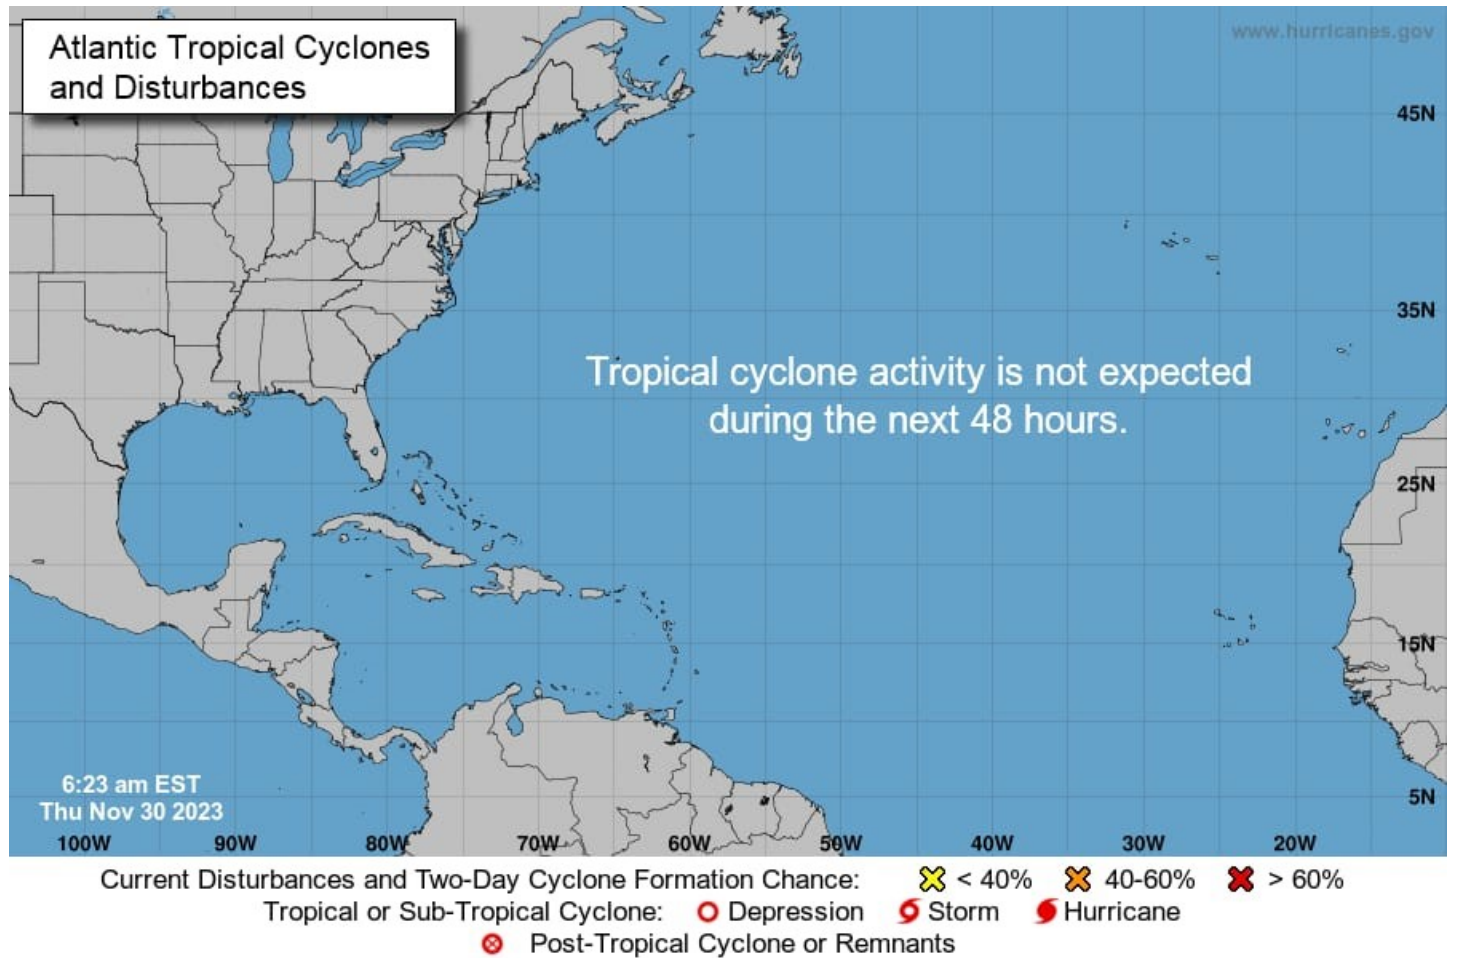 Atlantic Tropical Cyclones
and Disturbances
www.hurricanes.gov
45N
35N
Tropical cyclone activity is not expected
during the next 48 hours.
25N
15N
6:23 am EST
Thu Nov 30 2023
5N
100W 90W 80W 70W 60W 50W 40W 30W 20W
Current Disturbances and Two-Day Cyclone Formation Chance: < 40% 40-60% > 60%
Tropical or Sub-Tropical Cyclone: Depression Storm Hurricane
Post-Tropical Cyclone or Remnants